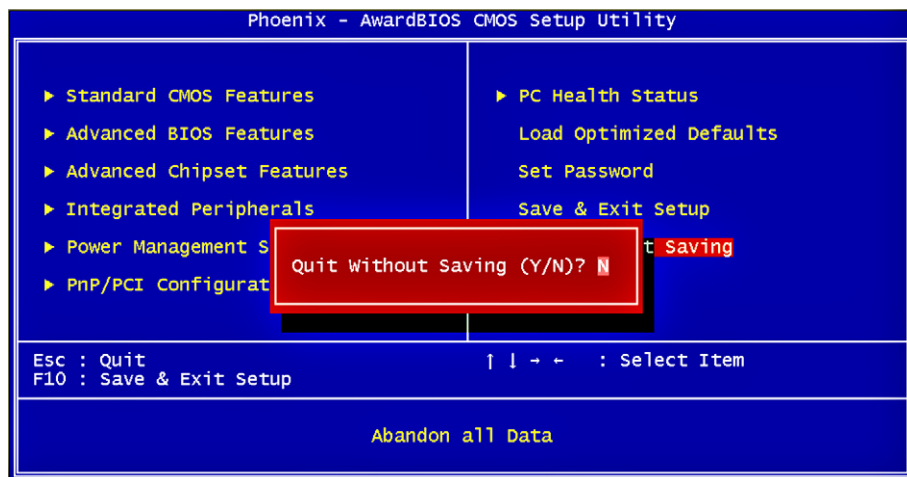 Phoenix - AwardBIOS CMOS Setup Utility
▶ Standard CMOS Features
▶ Advanced BIOS Features
▶ Advanced Chipset Features
▶ Integrated Peripherals
▶ Power Management S
▶ PnP/PCI Configurat
▶ PC Health Status
Load Optimized Defaults
Set Password
Save & Exit Setup
t Saving
Quit Without Saving (Y/N)? N
Esc : Quit
F10 : Save & Exit Setup
↑ ↓ → ← : Select Item
Abandon all Data